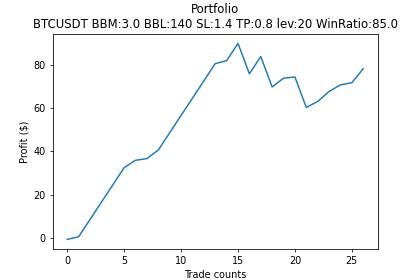 Portfolio
BTCUSDT BBM:3.0 BBL:140 SL:1.4 TP:0.8 lev:20 WinRatio:85.0
80
60
40
20
0
Profit ($)
0 5 10 15 20 25
Trade counts